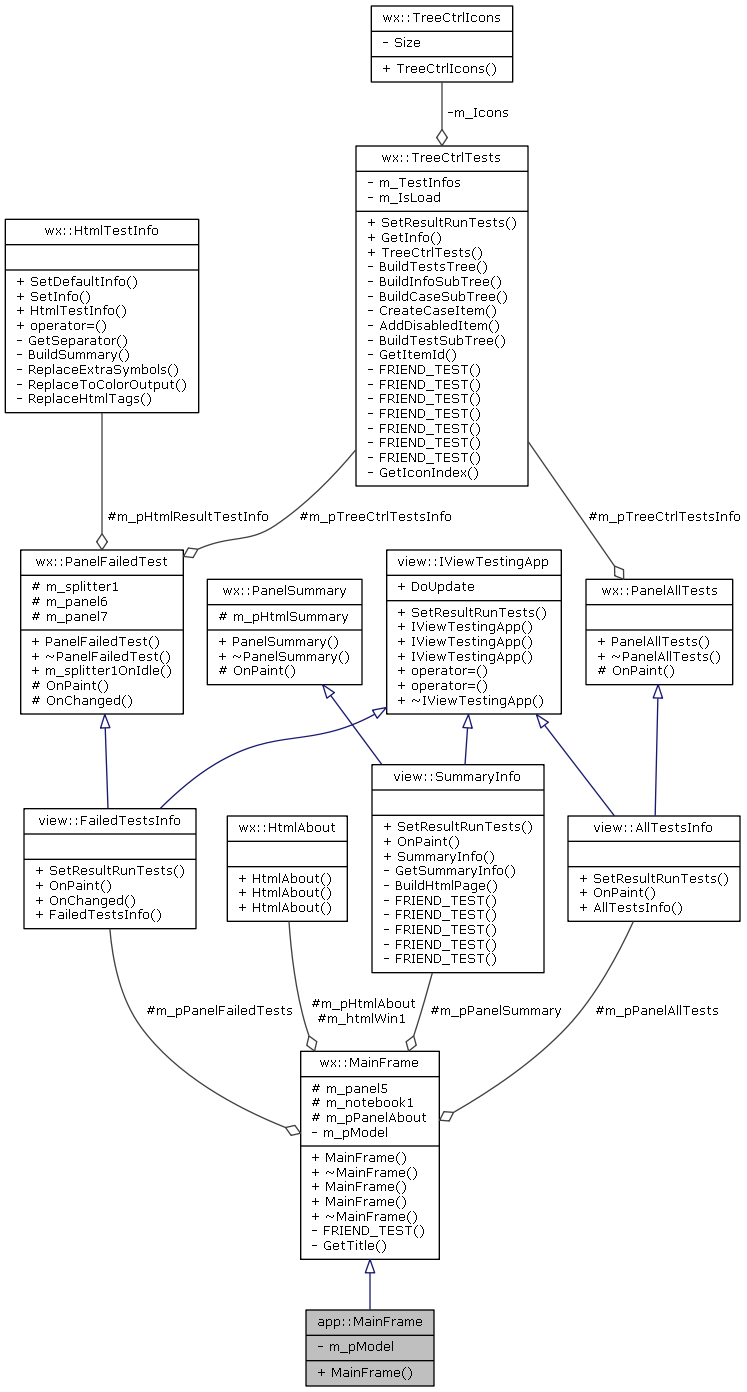 wx::TreeCtrlIcons
- Size
+ TreeCtrlIcons()
-m_Icons
wx::TreeCtrlTests
- m_TestInfos
- m_IsLoad
+ SetResultRunTests()
+ GetInfo()
+ TreeCtrlTests()
- BuildTestsTree()
- BuildInfoSubTree()
- BuildCaseSubTree()
- CreateCaseItem()
- AddDisabledItem()
- BuildTestSubTree()
- GetItemId()
- FRIEND_TEST()
- FRIEND_TEST()
- FRIEND_TEST()
- FRIEND_TEST()
- FRIEND_TEST()
- FRIEND_TEST()
- FRIEND_TEST()
- GetIconIndex()
wx::HtmlTestInfo
+ SetDefaultInfo()
+ SetInfo()
+ HtmlTestInfo()
+ operator=()
- GetSeparator()
- BuildSummary()
- ReplaceExtraSymbols()
- ReplaceToColorOutput()
- ReplaceHtmlTags()
#m_pHtmlResultTestInfo
#m_pTreeCtrlTestsInfo
#m_pTreeCtrlTestsInfo
wx::PanelFailedTest
# m_splitter1
# m_panel6
# m_panel7
+ PanelFailedTest()
+ ~PanelFailedTest()
+ m_splitter1OnIdle()
# OnPaint()
# OnChanged()
wx::PanelSummary
# m_pHtmlSummary
+ PanelSummary()
+ ~PanelSummary()
# OnPaint()
view::IViewTestingApp
+ DoUpdate
+ SetResultRunTests()
+ IViewTestingApp()
+ IViewTestingApp()
+ IViewTestingApp()
+ operator=()
+ operator=()
+ ~IViewTestingApp()
wx::PanelAllTests
+ PanelAllTests()
+ ~PanelAllTests()
# OnPaint()
view::FailedTestsInfo
+ SetResultRunTests()
+ OnPaint()
+ OnChanged()
+ FailedTestsInfo()
wx::HtmlAbout
+ HtmlAbout()
+ HtmlAbout()
+ HtmlAbout()
view::SummaryInfo
+ SetResultRunTests()
+ OnPaint()
+ SummaryInfo()
- GetSummaryInfo()
- BuildHtmlPage()
- FRIEND_TEST()
- FRIEND_TEST()
- FRIEND_TEST()
- FRIEND_TEST()
- FRIEND_TEST()
view::AllTestsInfo
+ SetResultRunTests()
+ OnPaint()
+ AllTestsInfo()
#m_pPanelFailedTests
#m_pHtmlAbout
#m_htmlWin1
#m_pPanelSummary
#m_pPanelAllTests
wx::MainFrame
# m_panel5
# m_notebook1
# m_pPanelAbout
- m_pModel
+ MainFrame()
+ ~MainFrame()
+ MainFrame()
+ MainFrame()
+ ~MainFrame()
- FRIEND_TEST()
- GetTitle()
app::MainFrame
- m_pModel
+ MainFrame()